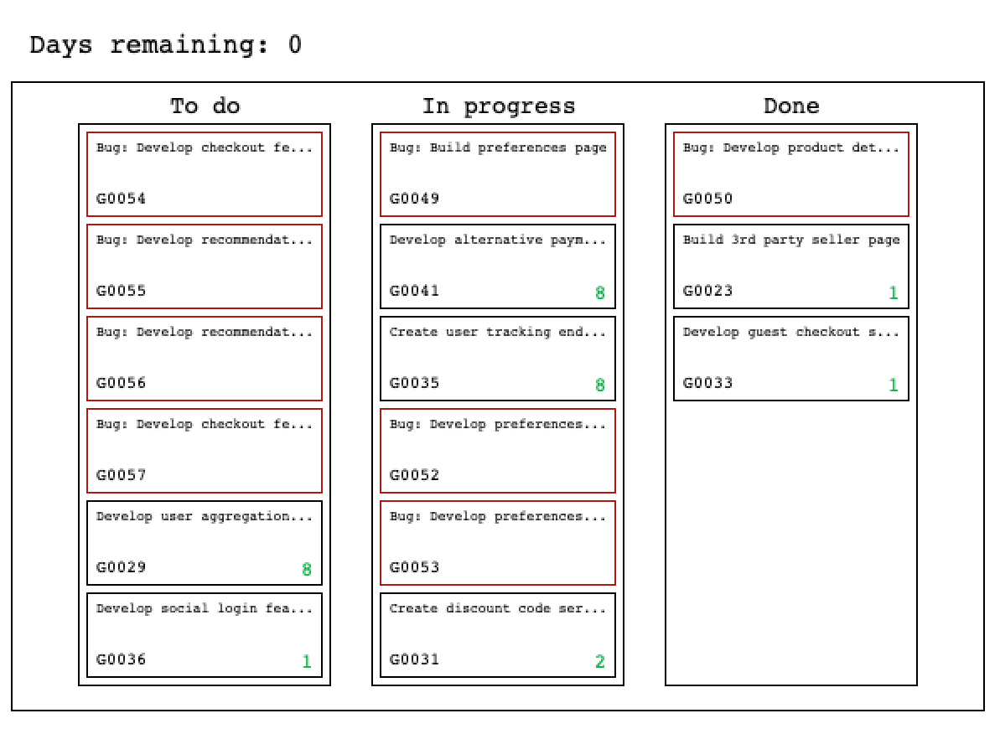 Days remaining: 0
To do
Bug: Develop checkout fe...
G0054
Bug: Develop recommendat...
G0055
Bug: Develop recommendat...
G0056
Bug: Develop checkout fe...
G0057
Develop user aggregation...
G0029 8
Develop social login fea...
G0036 1
In progress
Bug: Build preferences page
G0049
Develop alternative paym...
G0041 8
Create user tracking end...
G0035 8
Bug: Develop preferences...
G0052
Bug: Develop preferences...
G0053
Create discount code ser...
G0031 2
Done
Bug: Develop product det...
G0050
Build 3rd party seller page
G0023 1
Develop guest checkout s...
G0033 1